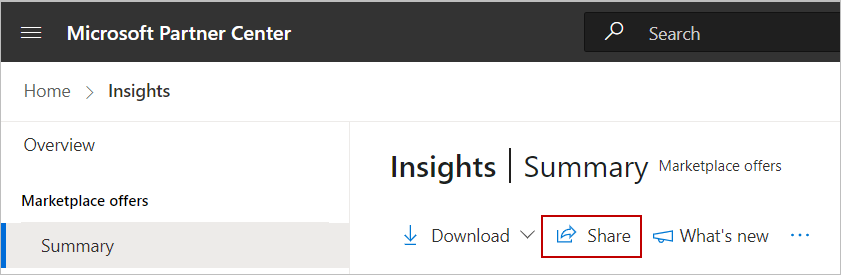 Microsoft Partner Center
Search
Home > Insights
Overview
Marketplace offers
Summary
Insights | Summary Marketplace offers
Download Share What's new ...